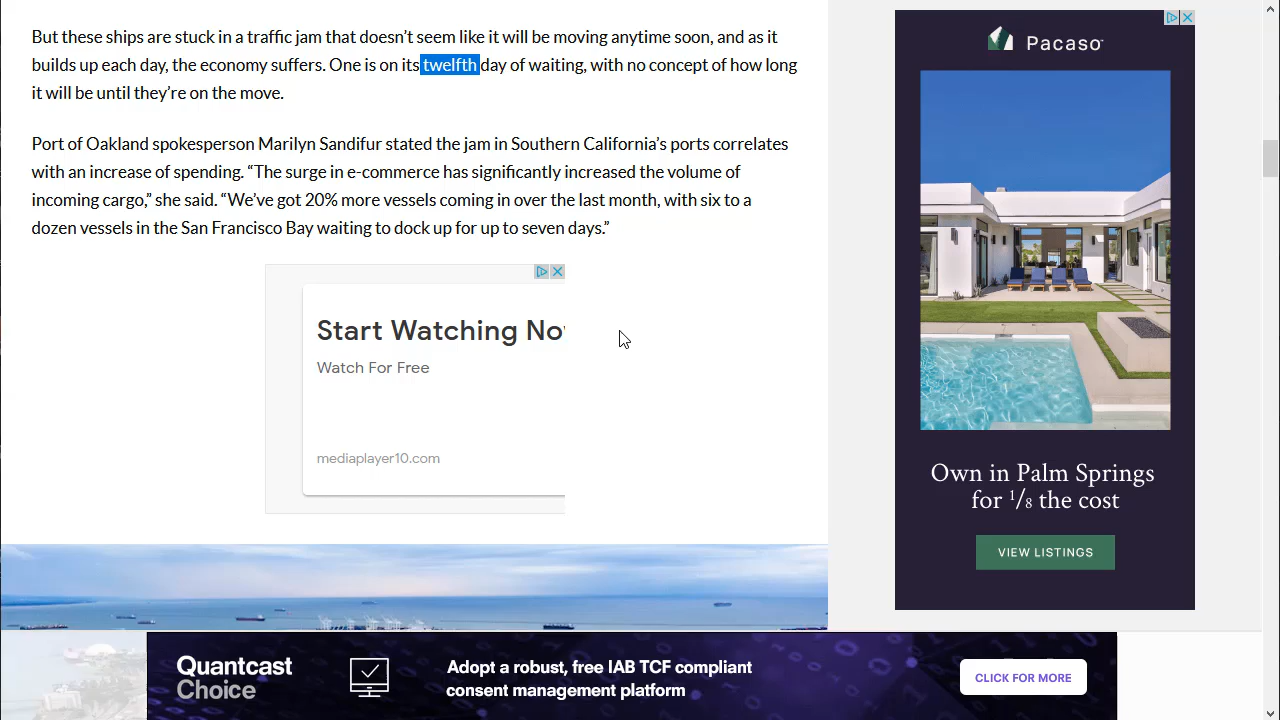 But these ships are stuck in a traffic jam that doesn’t seem like it will be moving anytime soon, and as it
builds up each day, the economy suffers. One is on its twelfth day of waiting, with no concept of how long
it will be until they’re on the move.
Port of Oakland spokesperson Marilyn Sandifur stated the jam in Southern California’s ports correlates
with an increase of spending. “The surge in e-commerce has significantly increased the volume of
incoming cargo,” she said. “We’ve got 20% more vessels coming in over the last month, with six to a
dozen vessels in the San Francisco Bay waiting to dock up for up to seven days.”
Start Watching No
Watch For Free
mediaplayer10.com
Pacaso
Own in Palm Springs
for 1/8 the cost
VIEW LISTINGS
Quantcast
Choice
Adopt a robust, free IAB TCF compliant
consent management platform
CLICK FOR MORE